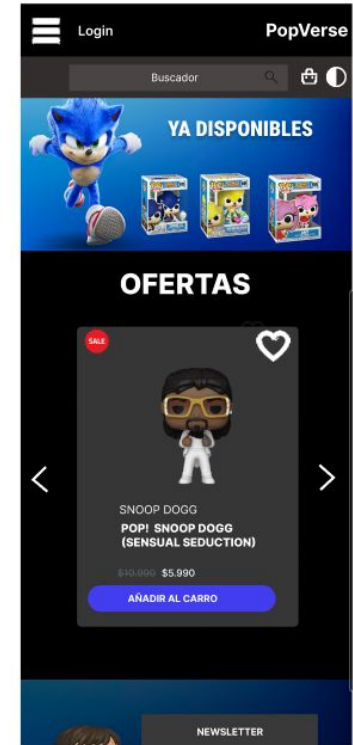 Login
PopVerse
Buscador
YA DISPONIBLES
OFERTAS
SALE
SNOOP DOGG
POP! SNOOP DOGG
(SENSUAL SEDUCTION)
$10.990 $5.990
AÑADIR AL CARRO
NEWSLETTER